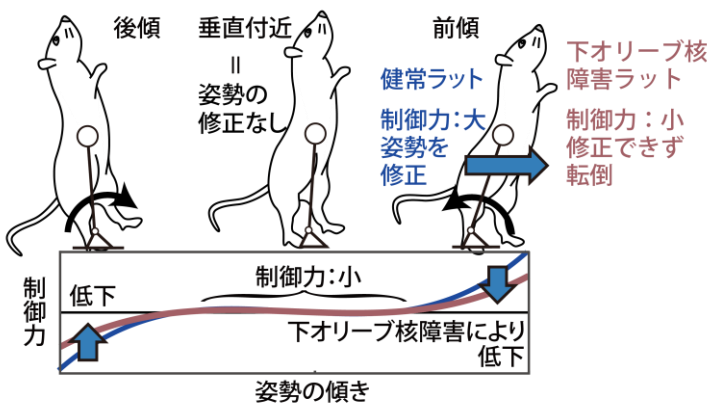 後傾
垂直付近
＝
姿勢の
修正なし
前傾
健常ラット
制御力：大
姿勢を
修正
下オリーブ核
障害ラット
制御力：小
修正できず
転倒
制御力
低下
制御力：小
下オリーブ核障害により
低下
姿勢の傾き